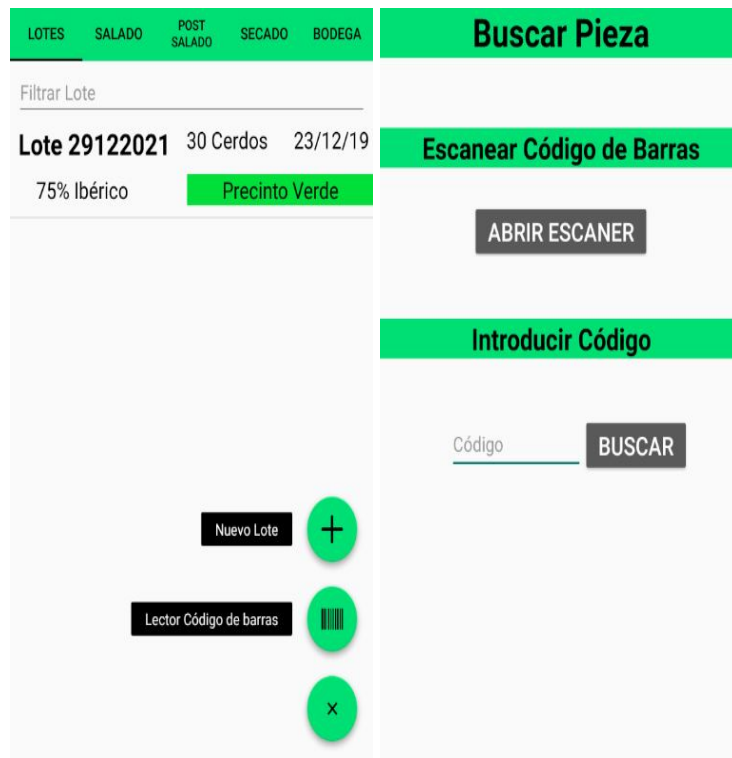 LOTES SALADO POST SALADO SECADO BODEGA
Filtrar Lote
Lote 29122021 30 Cerdos 23/12/19
75% Ibérico Precinto Verde
Nuevo Lote
Lector Código de barras
Buscar Pieza
Escanear Código de Barras
ABRIR ESCANER
Introducir Código
Código BUSCAR